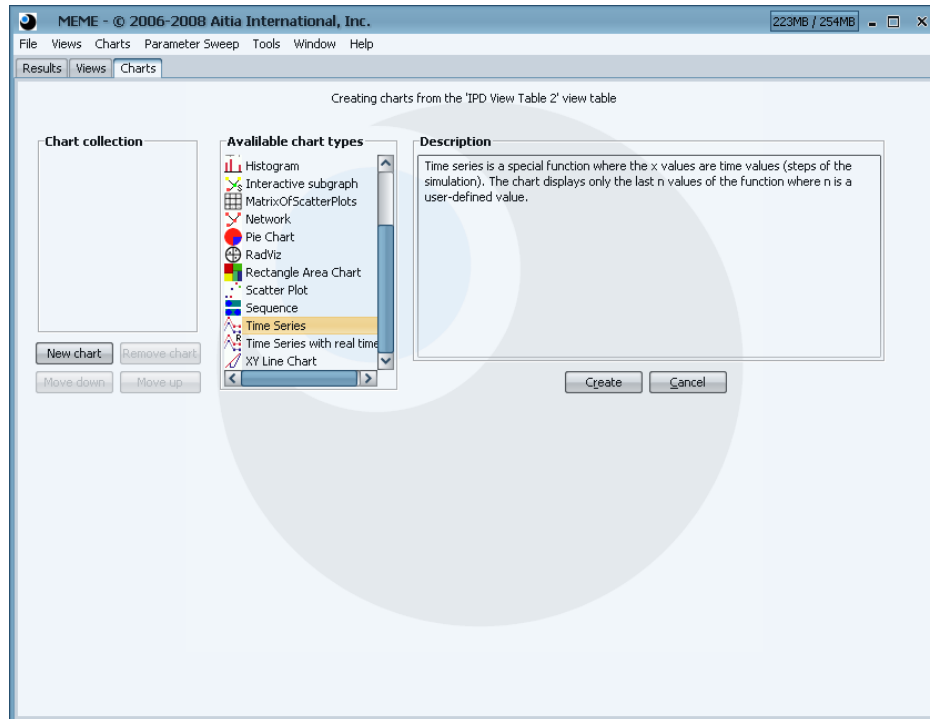 MEME - © 2006-2008 Aitia International, Inc.
223MB / 254MB
File Views Charts Parameter Sweep Tools Window Help
Results Views Charts
Creating charts from the 'IPD View Table 2' view table
Chart collection
New chart Remove chart
Move down Move up
Avalilable chart types
Histogram
Interactive subgraph
MatrixOfScatterPlots
Network
Pie Chart
RadViz
Rectangle Area Chart
Scatter Plot
Sequence
Time Series
Time Series with real time
XY Line Chart
Description
Time series is a special function where the x values are time values (steps of the
simulation). The chart displays only the last n values of the function where n is a
user-defined value.
Create Cancel